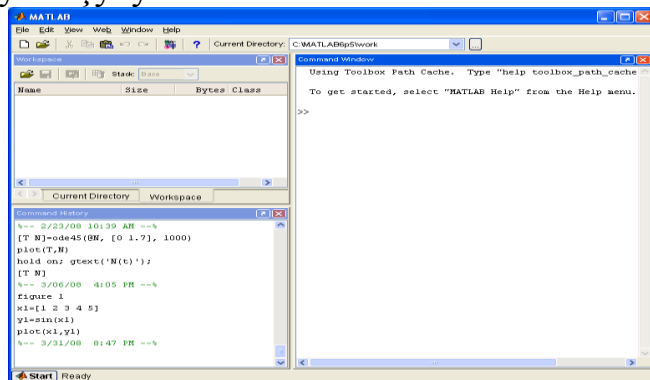 MATLAB
File Edit View Web Window Help
? Current Directory: C:\MATLAB6p5\work ...
Workspace
Stack: Base
Name Size Bytes Class
Current Directory Workspace
Command History
%-- 2/23/08 10:39 AM --%
[T N]=ode45(@N, [0 1.7], 1000)
plot(T,N)
hold on; gtext('N(t)');
[T N]
%-- 3/06/08 4:05 PM --%
figure 1
x1=[1 2 3 4 5]
y1=sin(x1)
plot(x1,y1)
%-- 3/31/08 8:47 PM --%
Command Window
Using Toolbox Path Cache. Type "help toolbox_path_cache
To get started, select "MATLAB Help" from the Help menu.
>>
Start Ready